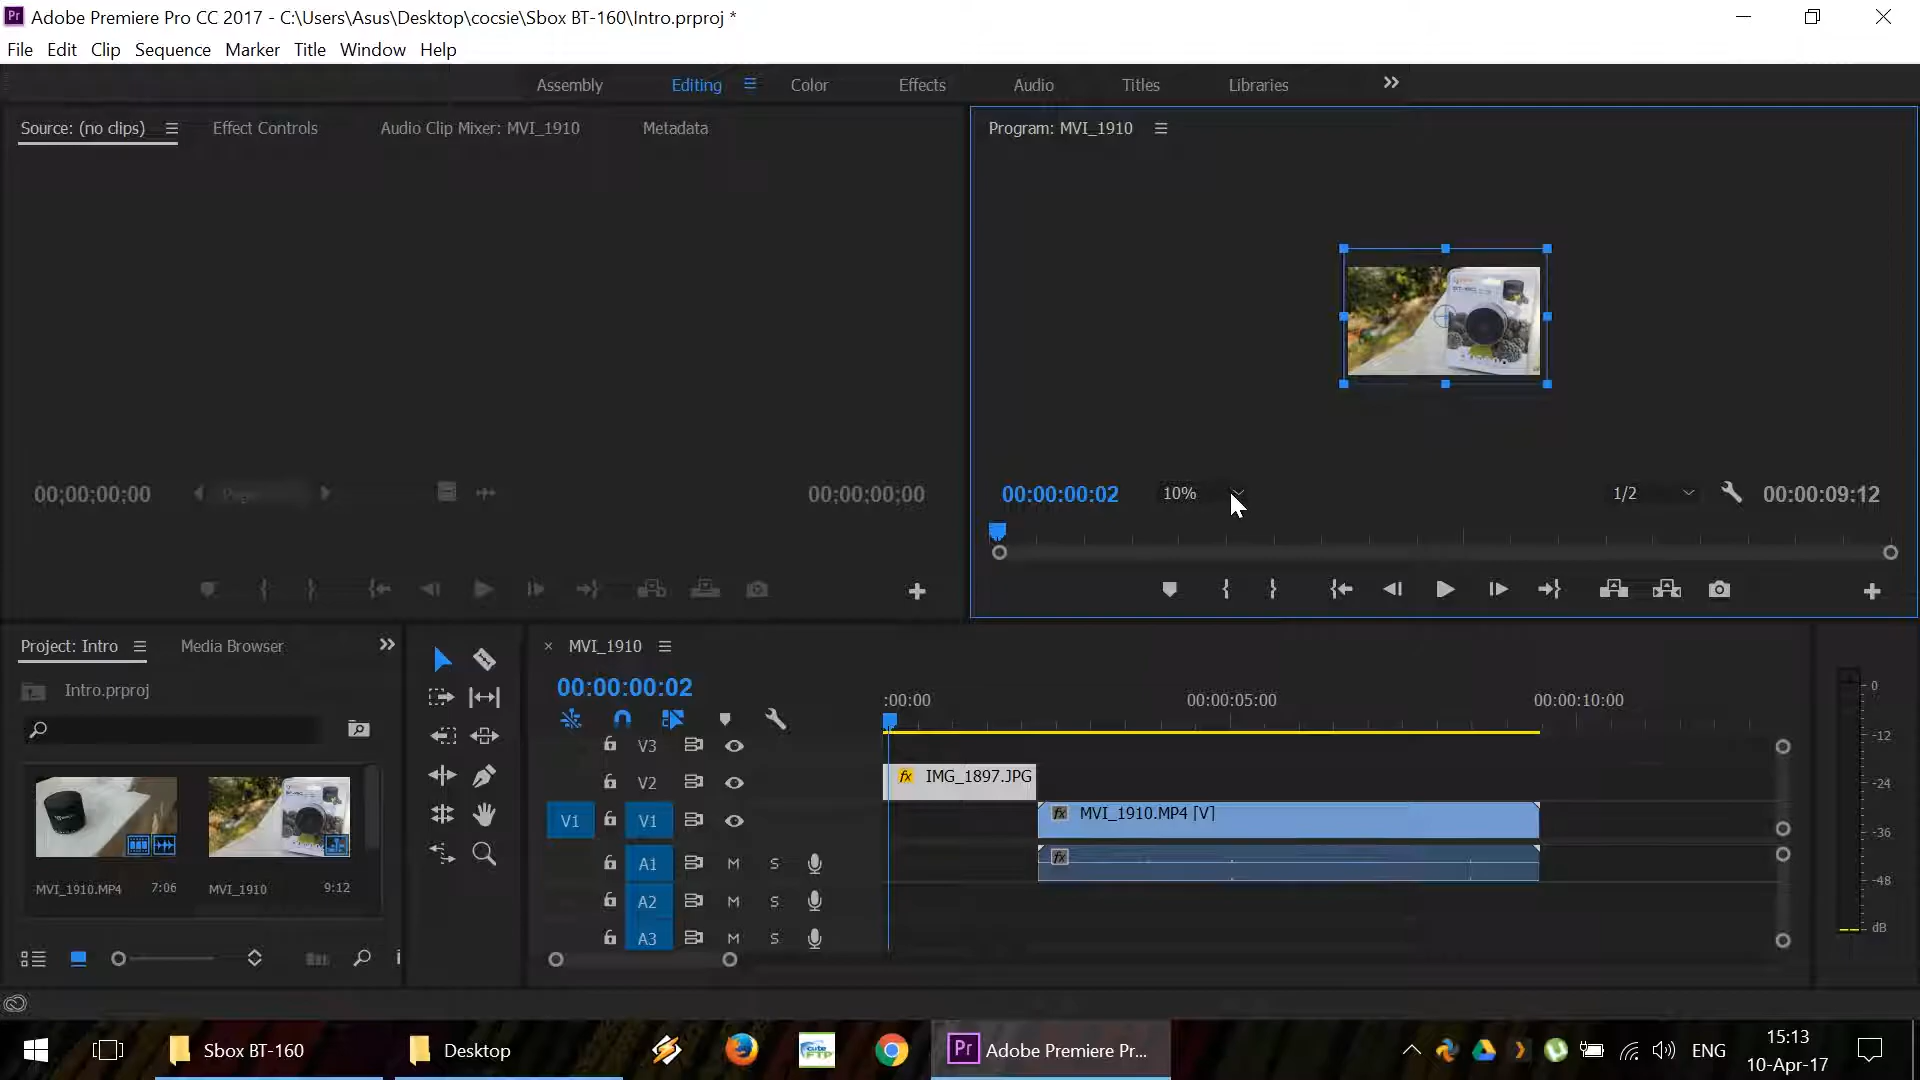 Adobe Premiere Pro CC 2017 - C:\Users\Asus\Desktop\cocsie\Sbox BT-160\Intro.prproj *
File Edit Clip Sequence Marker Title Window Help
Assembly Editing Color Effects Audio Titles Libraries
Source: (no clips) Effect Controls Audio Clip Mixer: MVI_1910 Metadata
Program: MVI_1910
00;00;00;00
00;00;00;00
00:00:00:02 10% 1/2 00:00:09:12
Project: Intro Media Browser
MVI_1910
Intro.prproj
00:00:00:02
:00:00 00:00:05:00 00:00:10:00
V3
V2
IMG_1897.JPG
V1 V1
MVI_1910.MP4 [V]
A1 M S
A2 M S
A3 M S
MVI_1910.MP4 7:06
MVI_1910 9:12
0
-12
-24
-36
-48
dB
Sbox BT-160
Desktop
cute FTP
Pr Adobe Premiere Pr...
ENG
15:13
10-Apr-17